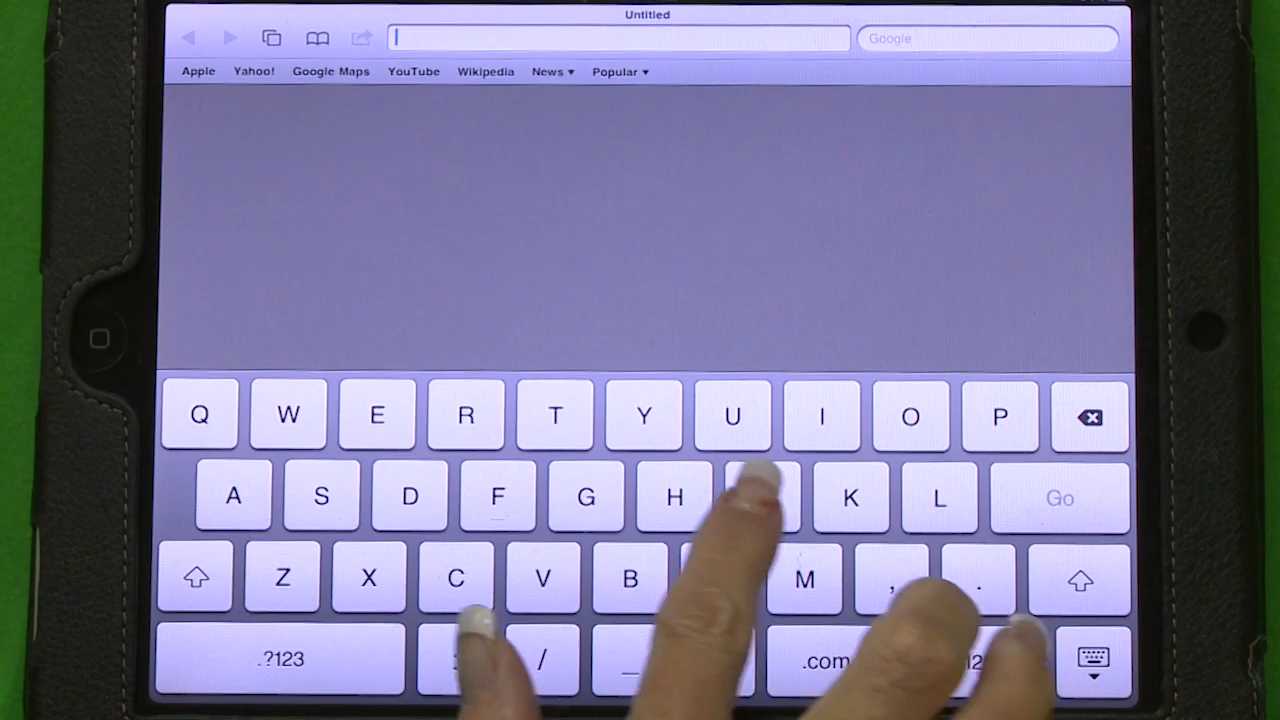 Untitled
Google
Apple Yahoo! Google Maps YouTube Wikipedia News ▾ Popular ▾
Q W E R T Y U I O P
A S D F G H K L Go
Z X C V B M , .
.?123 / _ .com